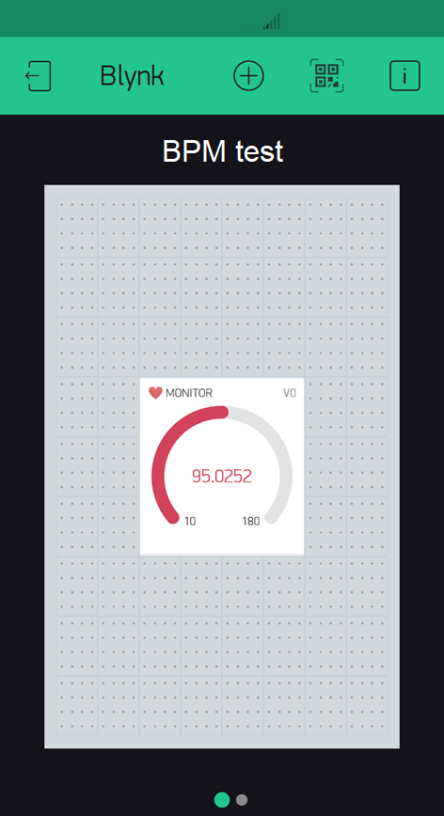 Blynk
BPM test
MONITOR V0
95.0252
10 180